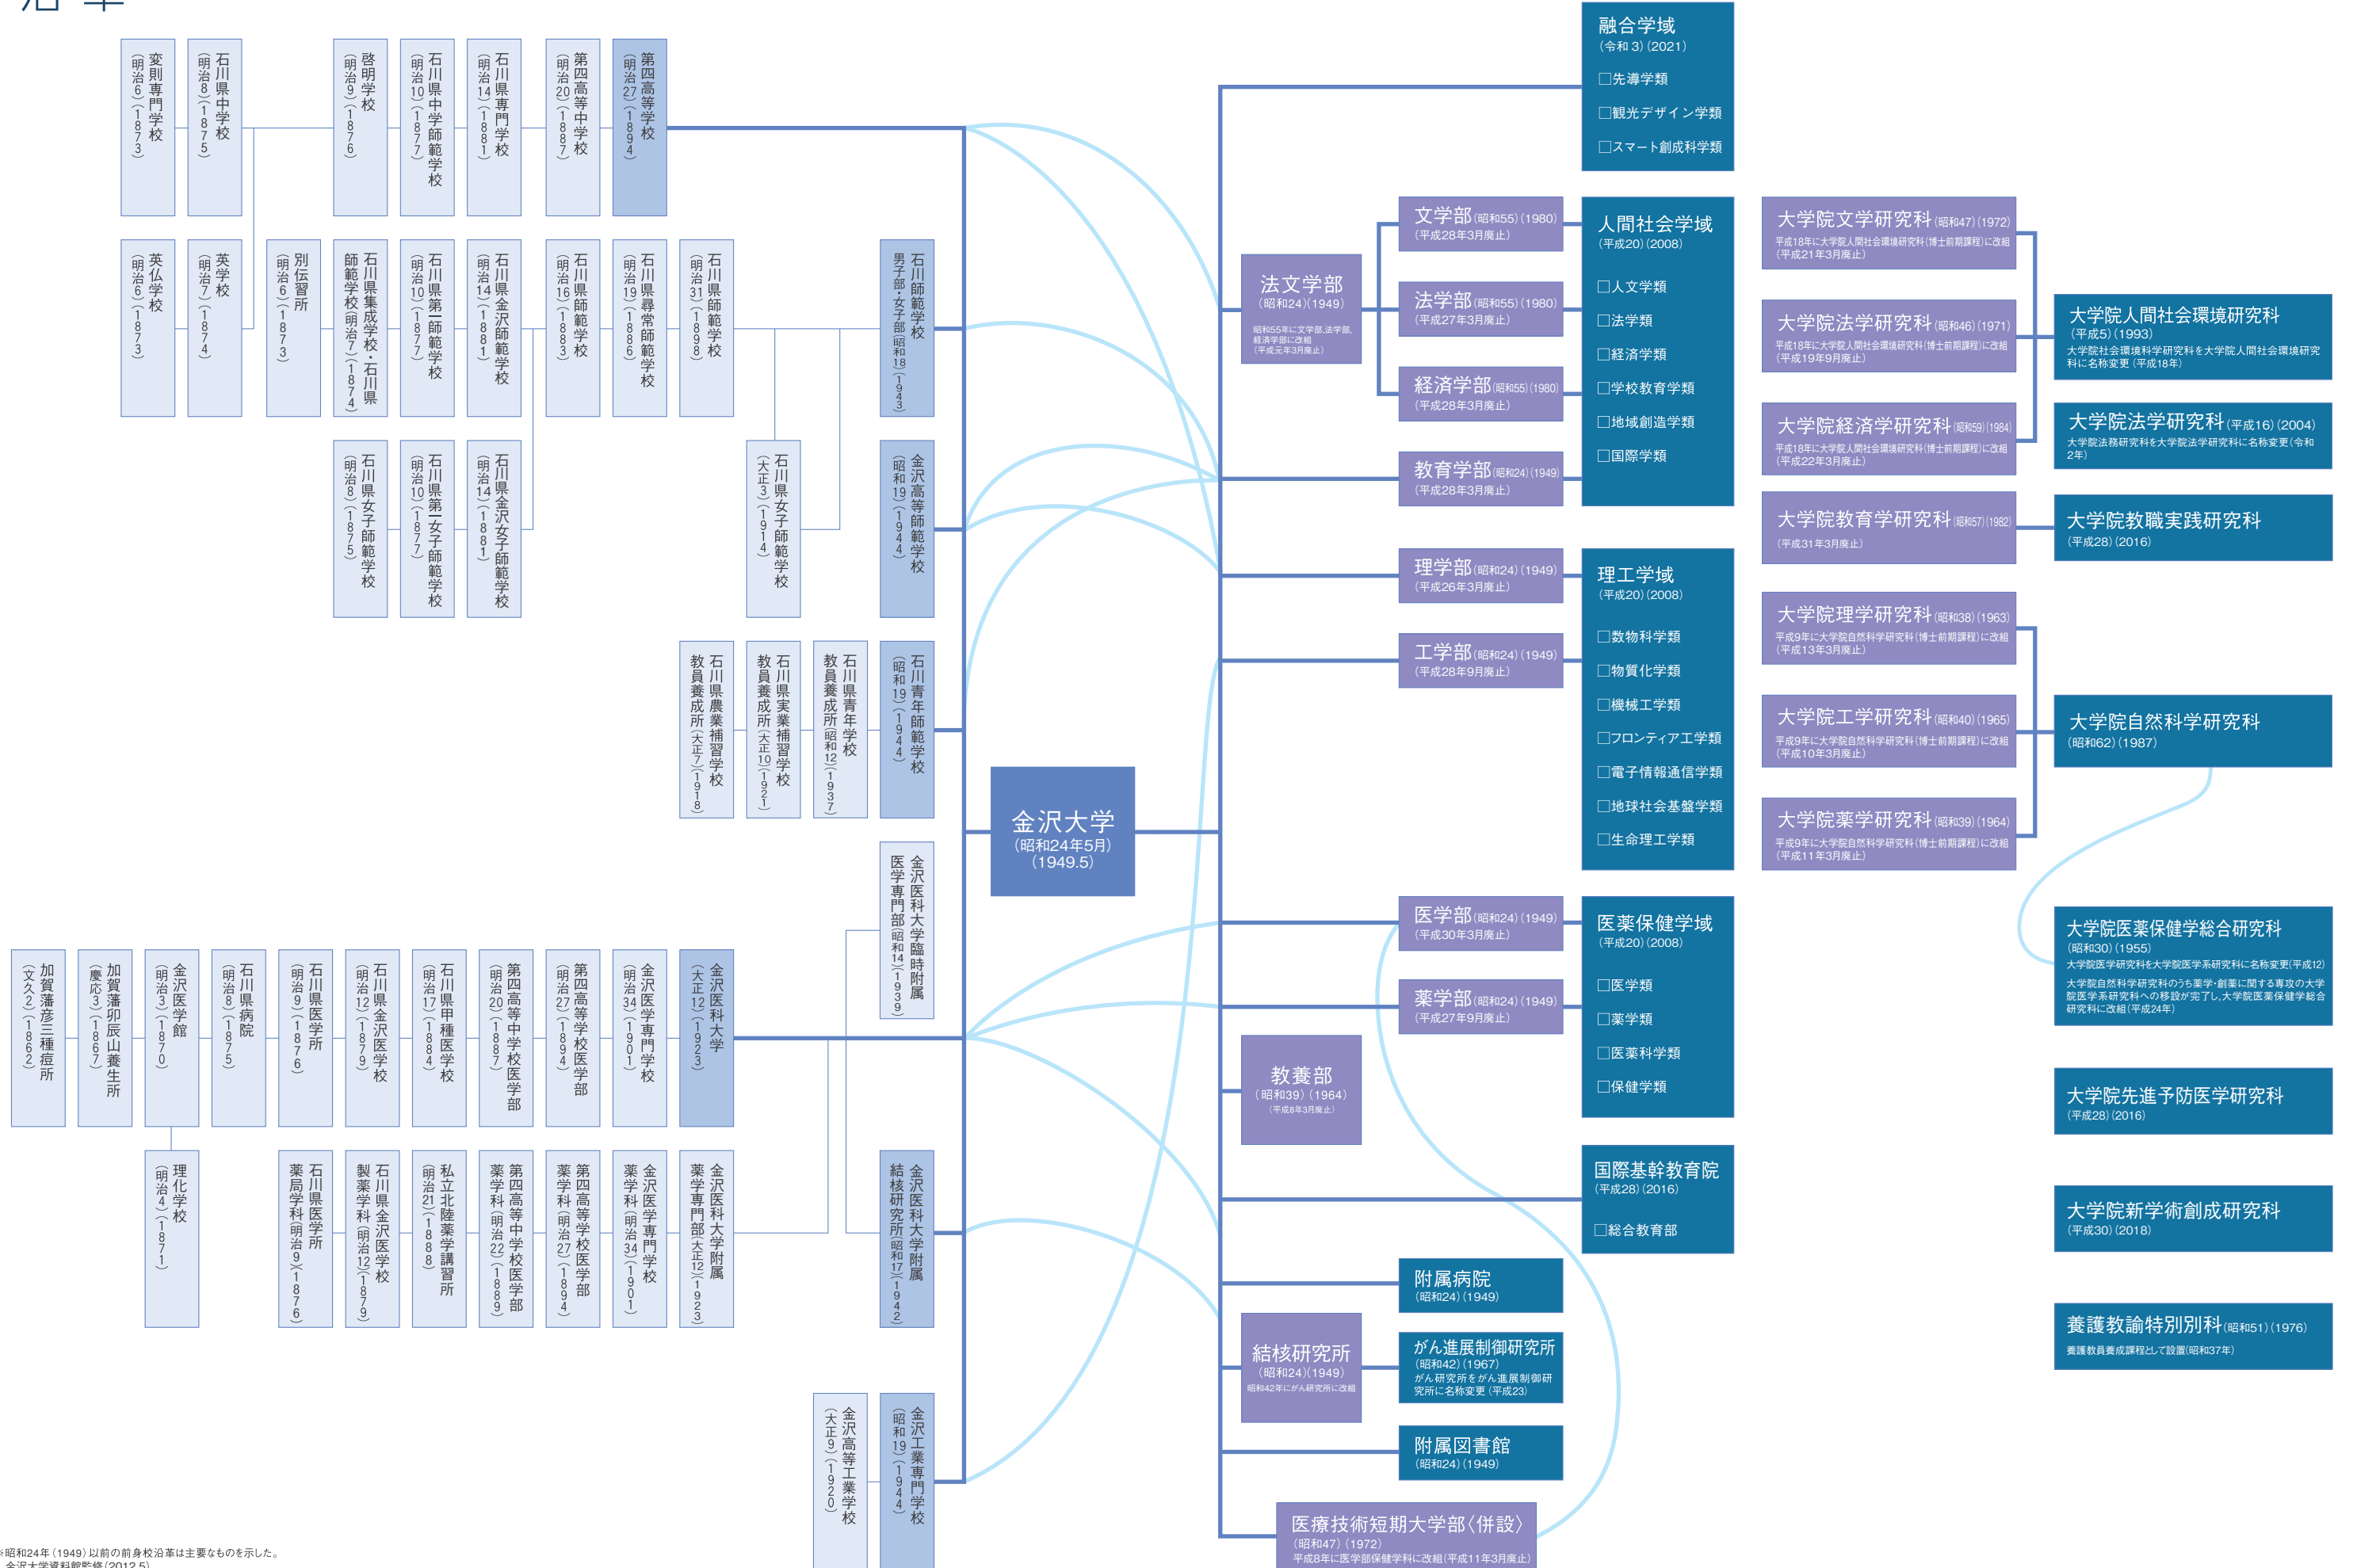 沿革
変則専門学校
（明治6）（1873）
石川県中学校
（明治8）（1875）
啓明学校
（明治9）（1876）
石川県中学師範学校
（明治10）（1877）
石川県専門学校
（明治14）（1881）
第四高等中学校
（明治20）（1887）
第四高等学校
（明治27）（1894）
英仏学校
（明治6）（1873）
英学校
（明治7）（1874）
別伝習所
（明治6）（1873）
石川県集成学校・石川県
師範学校（明治7）（1874）
石川県第一師範学校
（明治10）（1877）
石川県金沢師範学校
（明治14）（1881）
石川県師範学校
（明治16）（1883）
石川県尋常師範学校
（明治19）（1886）
石川県師範学校
（明治31）（1898）
石川師範学校
男子部・女子部（昭和18）（1943）
石川県女子師範学校
（明治8）（1875）
石川県第一女子師範学校
（明治10）（1877）
石川県金沢女子師範学校
（明治14）（1881）
石川県女子師範学校
（大正3）（1914）
金沢高等師範学校
（昭和19）（1944）
石川県農業補習学校
教員養成所（大正7）（1918）
石川県実業補習学校
教員養成所（大正10）（1921）
石川県青年学校
教員養成所（昭和12）（1937）
石川青年師範学校
（昭和19）（1944）
金沢医科大学臨時附属
医学専門部（昭和14）（1939）
加賀藩彦三種痘所
（文久2）（1862）
加賀藩卯辰山養生所
（慶応3）（1867）
金沢医学館
（明治3）（1870）
石川県病院
（明治8）（1875）
石川県医学所
（明治9）（1876）
石川県金沢医学校
（明治12）（1879）
石川県甲種医学校
（明治17）（1884）
第四高等中学校医学部
（明治20）（1887）
第四高等学校医学部
（明治27）（1894）
金沢医学専門学校
（明治34）（1901）
金沢医科大学
（大正12）（1923）
理化学校
（明治4）（1871）
石川県医学所
薬局学科（明治9）（1876）
石川県金沢医学校
製薬学科（明治12）（1879）
私立北陸薬学講習所
（明治21）（1888）
第四高等中学校医学部
薬学科（明治22）（1889）
第四高等学校医学部
薬学科（明治27）（1894）
金沢医学専門学校
薬学科（明治34）（1901）
金沢医科大学附属
薬学専門部（大正12）（1923）
金沢医科大学附属
結核研究所（昭和17）（1942）
金沢高等工業学校
（大正9）（1920）
金沢工業専門学校
（昭和19）（1944）
※昭和24年（1949）以前の前身校沿革は主要なものを示した。
金沢大学資料館監修（2012.5）
金沢大学
（昭和24年5月）
（1949.5）
法文学部
（昭和24）（1949）
昭和55年に文学部、法学部、
経済学部に改組
（平成元年3月廃止）
教養部
（昭和39）（1964）
（平成8年3月廃止）
結核研究所
（昭和24）（1949）
昭和42年にがん研究所に改組
医療技術短期大学部〈併設〉
（昭和47）（1972）
平成8年に医学部保健学科に改組（平成11年3月廃止）
文学部（昭和55）（1980）
（平成28年3月廃止）
法学部（昭和55）（1980）
（平成27年3月廃止）
経済学部（昭和55）（1980）
（平成28年3月廃止）
教育学部（昭和24）（1949）
（平成28年3月廃止）
理学部（昭和24）（1949）
（平成26年3月廃止）
工学部（昭和24）（1949）
（平成28年9月廃止）
医学部（昭和24）（1949）
（平成30年3月廃止）
薬学部（昭和24）（1949）
（平成27年9月廃止）
附属病院
（昭和24）（1949）
がん進展制御研究所
（昭和42）（1967）
がん研究所をがん進展制御研
究所に名称変更（平成23）
附属図書館
（昭和24）（1949）
融合学域
（令和3）（2021）
□先導学類
□観光デザイン学類
□スマート創成科学類
人間社会学域
（平成20）（2008）
□人文学類
□法学類
□経済学類
□学校教育学類
□地域創造学類
□国際学類
理工学域
（平成20）（2008）
□数物科学類
□物質化学類
□機械工学類
□フロンティア工学類
□電子情報通信学類
□地球社会基盤学類
□生命理工学類
医薬保健学域
（平成20）（2008）
□医学類
□薬学類
□医薬科学類
□保健学類
国際基幹教育院
（平成28）（2016）
□総合教育部
大学院文学研究科（昭和47）（1972）
平成18年に大学院人間社会環境研究科（博士前期課程）に改組
（平成21年3月廃止）
大学院法学研究科（昭和46）（1971）
平成18年に大学院人間社会環境研究科（博士前期課程）に改組
（平成19年9月廃止）
大学院経済学研究科（昭和59）（1984）
平成18年に大学院人間社会環境研究科（博士前期課程）に改組
（平成22年3月廃止）
大学院教育学研究科（昭和57）（1982）
（平成31年3月廃止）
大学院理学研究科（昭和38）（1963）
平成9年に大学院自然科学研究科（博士前期課程）に改組
（平成13年3月廃止）
大学院工学研究科（昭和40）（1965）
平成9年に大学院自然科学研究科（博士前期課程）に改組
（平成10年3月廃止）
大学院薬学研究科（昭和39）（1964）
平成9年に大学院自然科学研究科（博士前期課程）に改組
（平成11年3月廃止）
大学院人間社会環境研究科
（平成5）（1993）
大学院社会環境科学研究科を大学院人間社会環境研究
科に名称変更（平成18年）
大学院法学研究科（平成16）（2004）
大学院法務研究科を大学院法学研究科に名称変更（令和
2年）
大学院教職実践研究科
（平成28）（2016）
大学院自然科学研究科
（昭和62）（1987）
大学院医薬保健学総合研究科
（昭和30）（1955）
大学院医学研究科を大学院医学系研究科に名称変更（平成12）
大学院自然科学研究科のうち薬学・創薬に関する専攻の大学
院医学系研究科への移設が完了し、大学院医薬保健学総合
研究科に改組（平成24年）
大学院先進予防医学研究科
（平成28）（2016）
大学院新学術創成研究科
（平成30）（2018）
養護教諭特別別科（昭和51）（1976）
養護教員養成課程として設置（昭和37年）